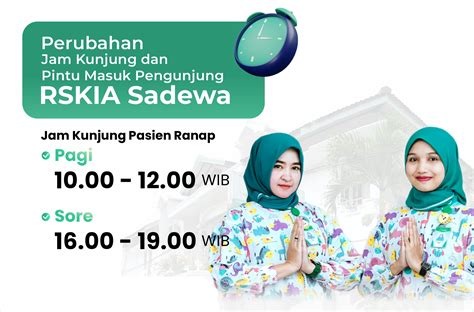 Perubahan
Jam Kunjung dan
Pintu Masuk Pengunjung
RSKIA Sadewa
Jam Kunjung Pasien Ranap
Pagi
10.00 - 12.00 WIB
Sore
16.00 - 19.00 WIB